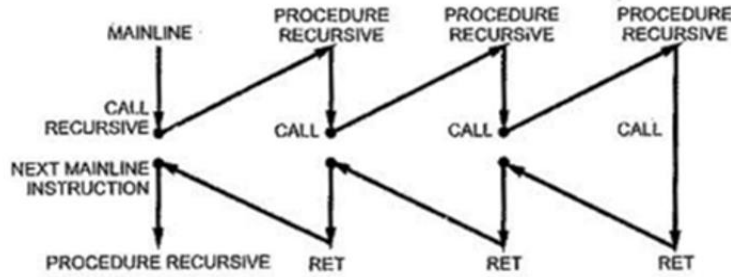 MAINLINE
PROCEDURE
RECURSIVE
PROCEDURE
RECURSIVE
PROCEDURE
RECURSIVE
CALL
RECURSIVE
CALL
CALL
CALL
NEXT MAINLINE
INSTRUCTION
PROCEDURE RECURSIVE
RET
RET
RET